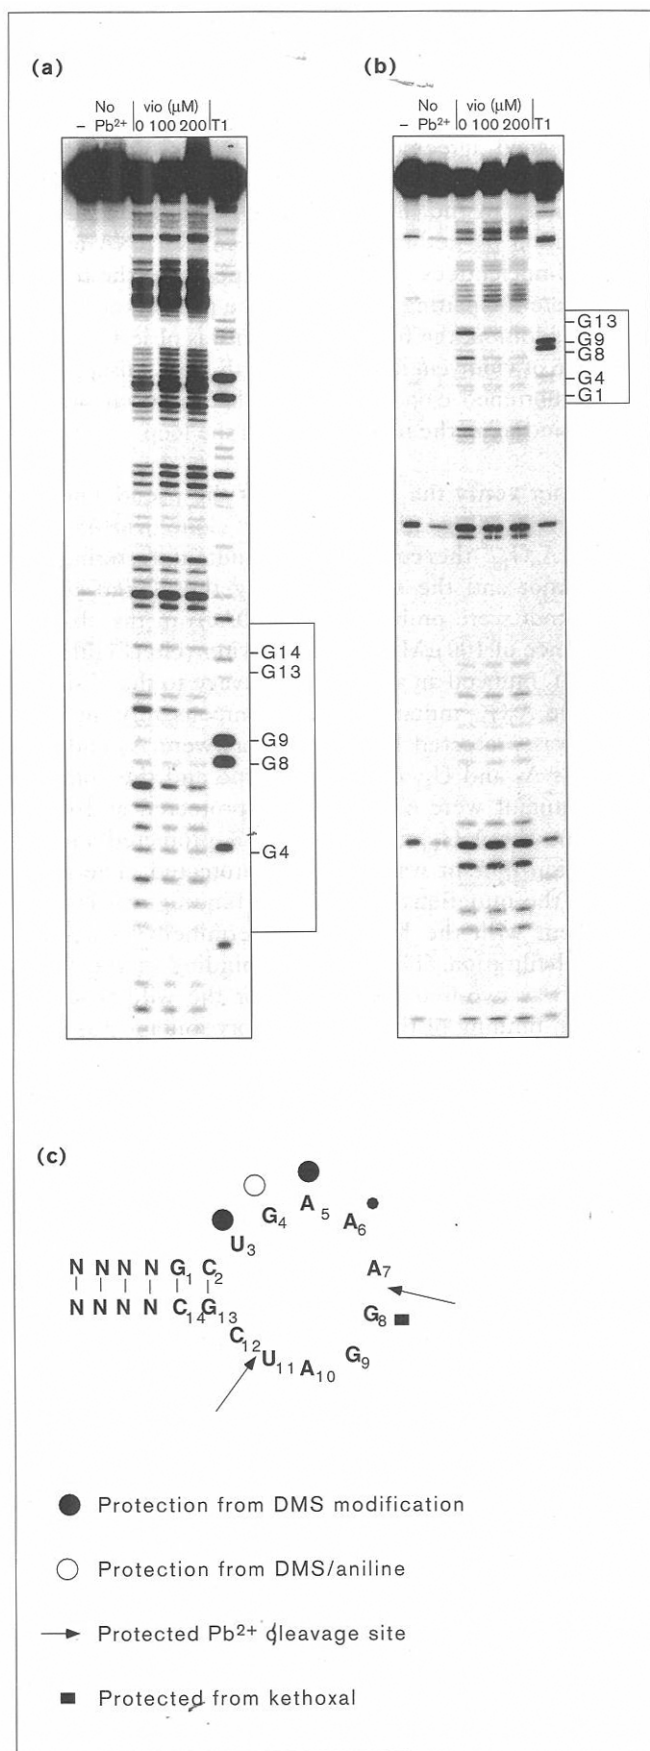 (a)
No vio (µM)
– Pb²⁺ 0 100 200 T1
G14
G13
G9
G8
G4
(b)
No vio (µM)
– Pb²⁺ 0 100 200 T1
G13
G9
G8
G4
G1
(c)
G₄ A₅ A₆
U₃
N N N N G₁ C₂ A₇
N N N N C₁₄ G₁₃ G₈
C₁₂ U₁₁ A₁₀ G₉
Protection from DMS modification
Protection from DMS/aniline
Protected Pb²⁺ cleavage site
Protected from kethoxal